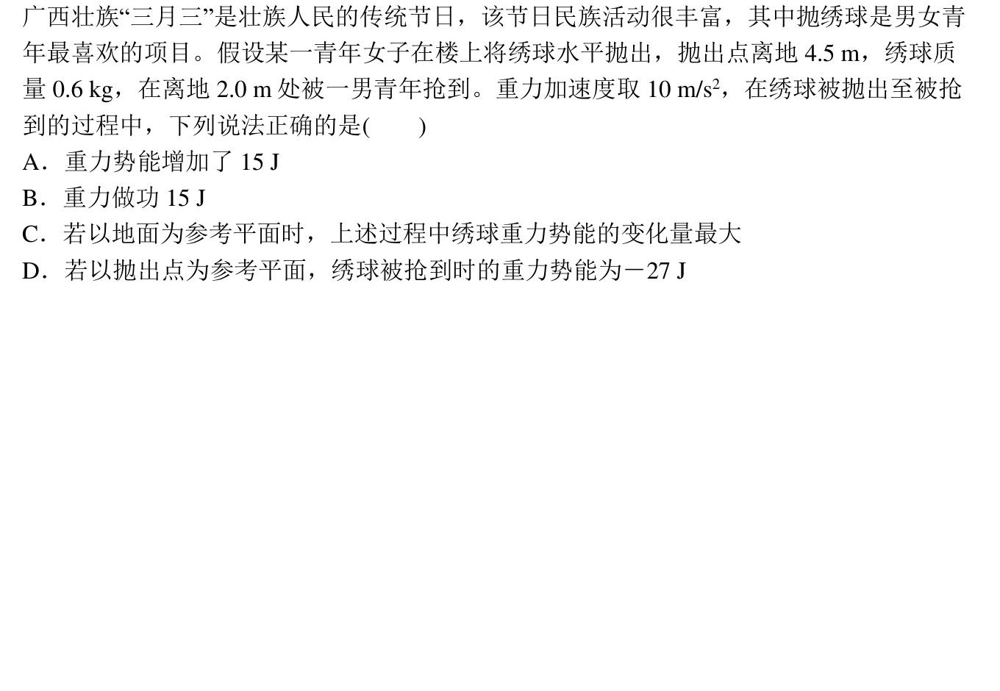 广西壮族“三月三”是壮族人民的传统节日，该节日民族活动很丰富，其中抛绣球是男女青
年最喜欢的项目。假设某一青年女子在楼上将绣球水平抛出，抛出点离地 4.5 m，绣球质
量 0.6 kg，在离地 2.0 m 处被一男青年抢到。重力加速度取 10 m/s²，在绣球被抛出至被抢
到的过程中，下列说法正确的是(　　)
A．重力势能增加了 15 J
B．重力做功 15 J
C．若以地面为参考平面时，上述过程中绣球重力势能的变化量最大
D．若以抛出点为参考平面，绣球被抢到时的重力势能为－27 J